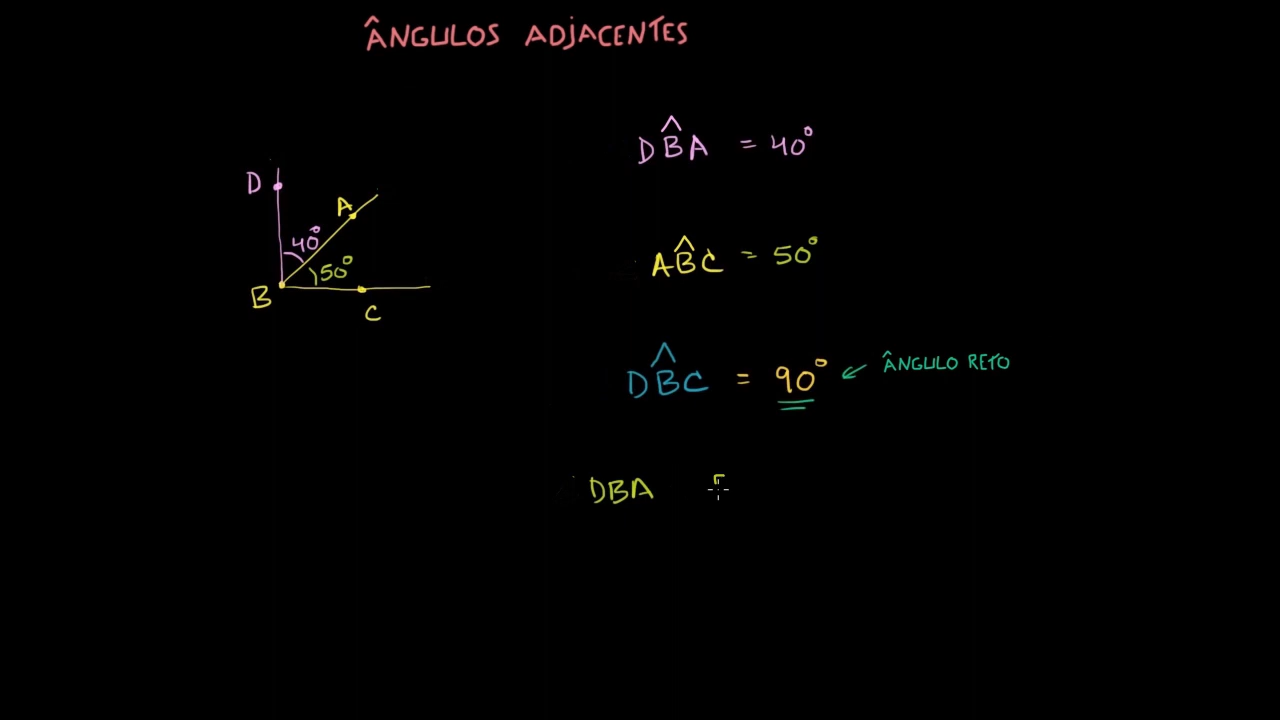 ÂNGULOS ADJACENTES
DB̂A = 40°
D
A
40°
50°
B
C
AB̂C = 50°
DB̂C = 90° ← ÂNGULO RETO
DBA